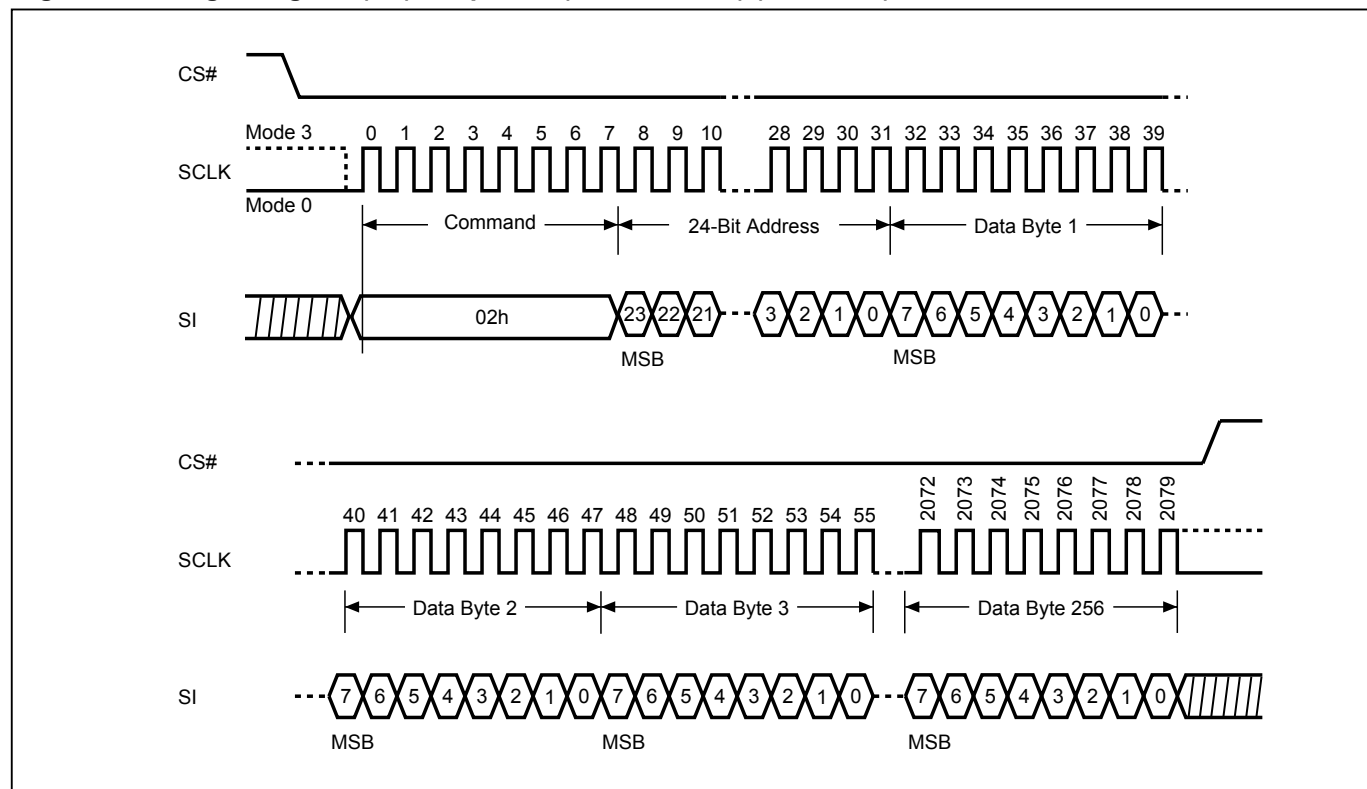 CS#
Mode 3 0 1 2 3 4 5 6 7 8 9 10 28 29 30 31 32 33 34 35 36 37 38 39
SCLK
Mode 0
Command 24-Bit Address Data Byte 1
SI 02h 23 22 21 3 2 1 0 7 6 5 4 3 2 1 0
MSB MSB
CS#
2072 2073 2074 2075 2076 2077 2078 2079
40 41 42 43 44 45 46 47 48 49 50 51 52 53 54 55
SCLK
Data Byte 2 Data Byte 3 Data Byte 256
SI 7 6 5 4 3 2 1 0 7 6 5 4 3 2 1 0 7 6 5 4 3 2 1 0
MSB MSB MSB